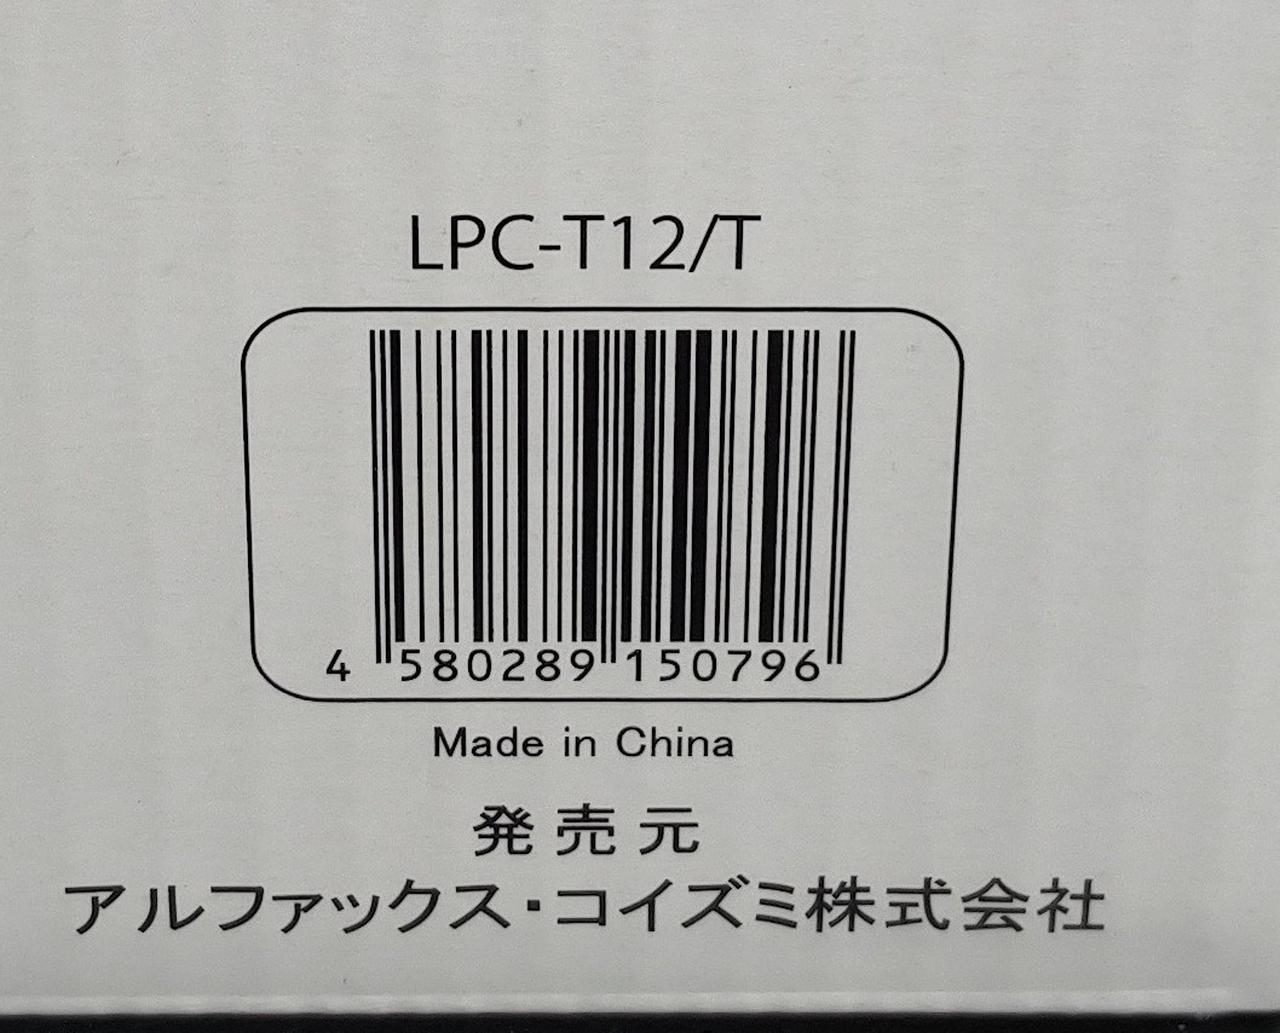 LPC-T12/T
4 580289 150796
Made in China
発売元
アルファックス・コイズミ株式会社